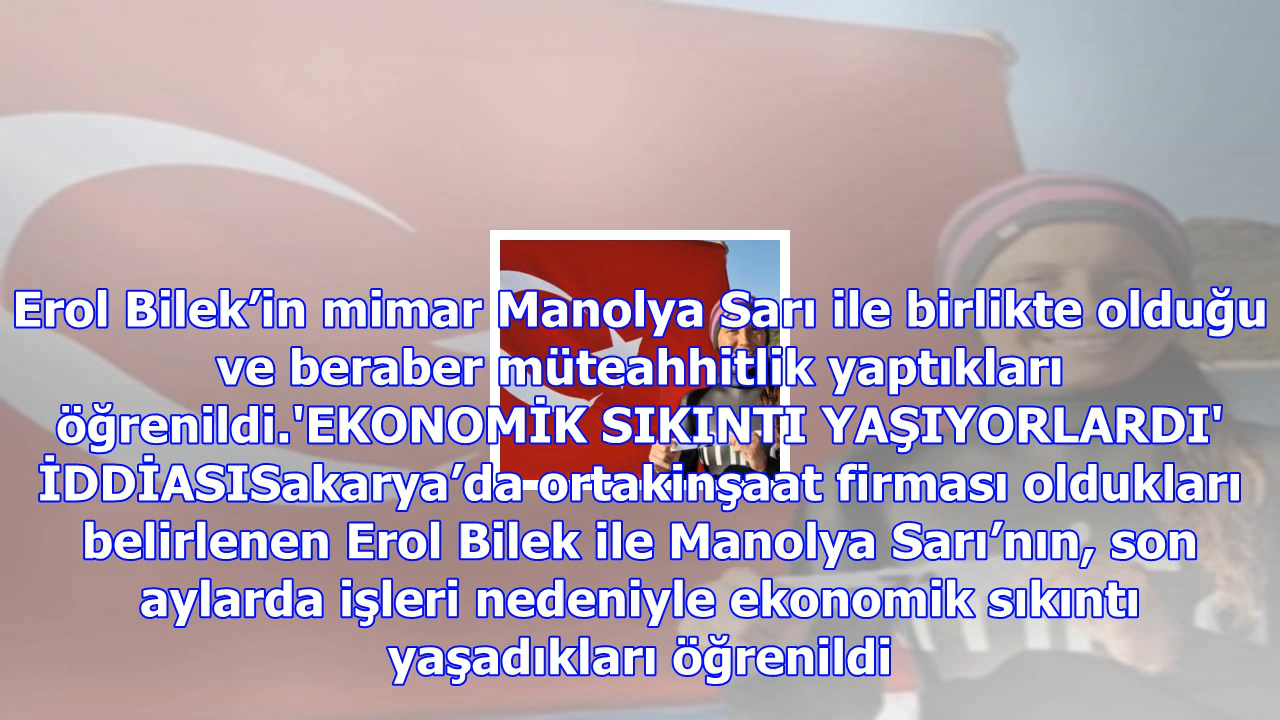 Erol Bilek’in mimar Manolya Sarı ile birlikte olduğu
ve beraber müteahhitlik yaptıkları
öğrenildi.'EKONOMİK SIKINTI YAŞIYORLARDI'
İDDİASISakarya’da ortakinşaat firması oldukları
belirlenen Erol Bilek ile Manolya Sarı’nın, son
aylarda işleri nedeniyle ekonomik sıkıntı
yaşadıkları öğrenildi